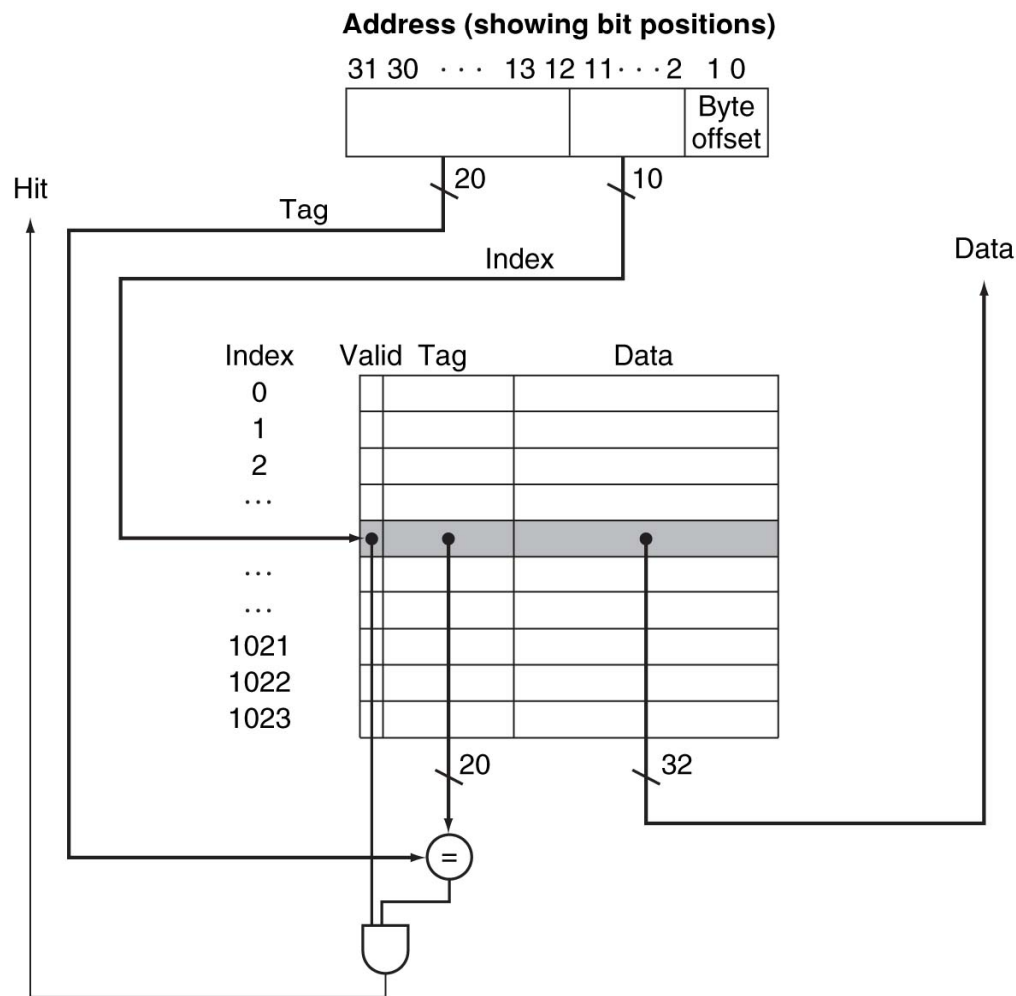 Address (showing bit positions)
31 30 · · · 13 12 11 · · · 2 1 0
Byte
offset
20
10
Hit
Tag
Index
Data
Index Valid Tag Data
0
1
2
...
...
...
1021
1022
1023
20
32
=